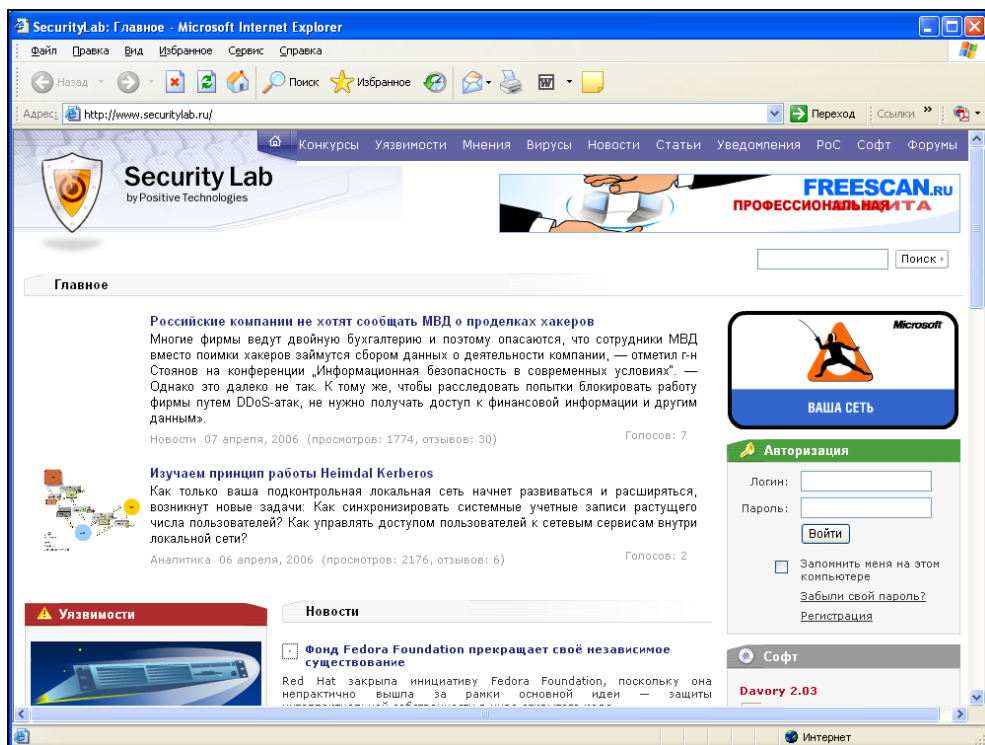 SecurityLab: Главное - Microsoft Internet Explorer
Файл Правка Вид Избранное Сервис Справка
Назад Поиск Избранное
Адрес: http://www.securitylab.ru/ Переход Ссылки »
Конкурсы Уязвимости Мнения Вирусы Новости Статьи Уведомления PoC Софт Форумы
Security Lab
by Positive Technologies
FREESCAN.RU
Поиск
Главное
Российские компании не хотят сообщать МВД о проделках хакеров
Многие фирмы ведут двойную бухгалтерию и поэтому опасаются, что сотрудники МВД
вместо поимки хакеров займутся сбором данных о деятельности компании, — отметил г-н
Стоянов на конференции „Информационная безопасность в современных условиях". —
Однако это далеко не так. К тому же, чтобы расследовать попытки блокировать работу
фирмы путем DDoS-атак, не нужно получать доступ к финансовой информации и другим
данным».
Новости 07 апреля, 2006 (просмотров: 1774, отзывов: 30) Голосов: 7
Изучаем принцип работы Heimdal Kerberos
Как только ваша подконтрольная локальная сеть начнет развиваться и расширяться,
возникнут новые задачи: Как синхронизировать системные учетные записи растущего
числа пользователей? Как управлять доступом пользователей к сетевым сервисам внутри
локальной сети?
Аналитика 06 апреля, 2006 (просмотров: 2176, отзывов: 6) Голосов: 2
Microsoft
ВАША СЕТЬ
Авторизация
Логин:
Пароль:
Войти
Запомнить меня на этом
компьютере
Забыли свой пароль?
Регистрация
Уязвимости
Новости
Фонд Fedora Foundation прекращает своё независимое
существование
Red Hat закрыла инициативу Fedora Foundation, поскольку она
непрактично вышла за рамки основной идеи — защиты
Софт
Davory 2.03
Интернет